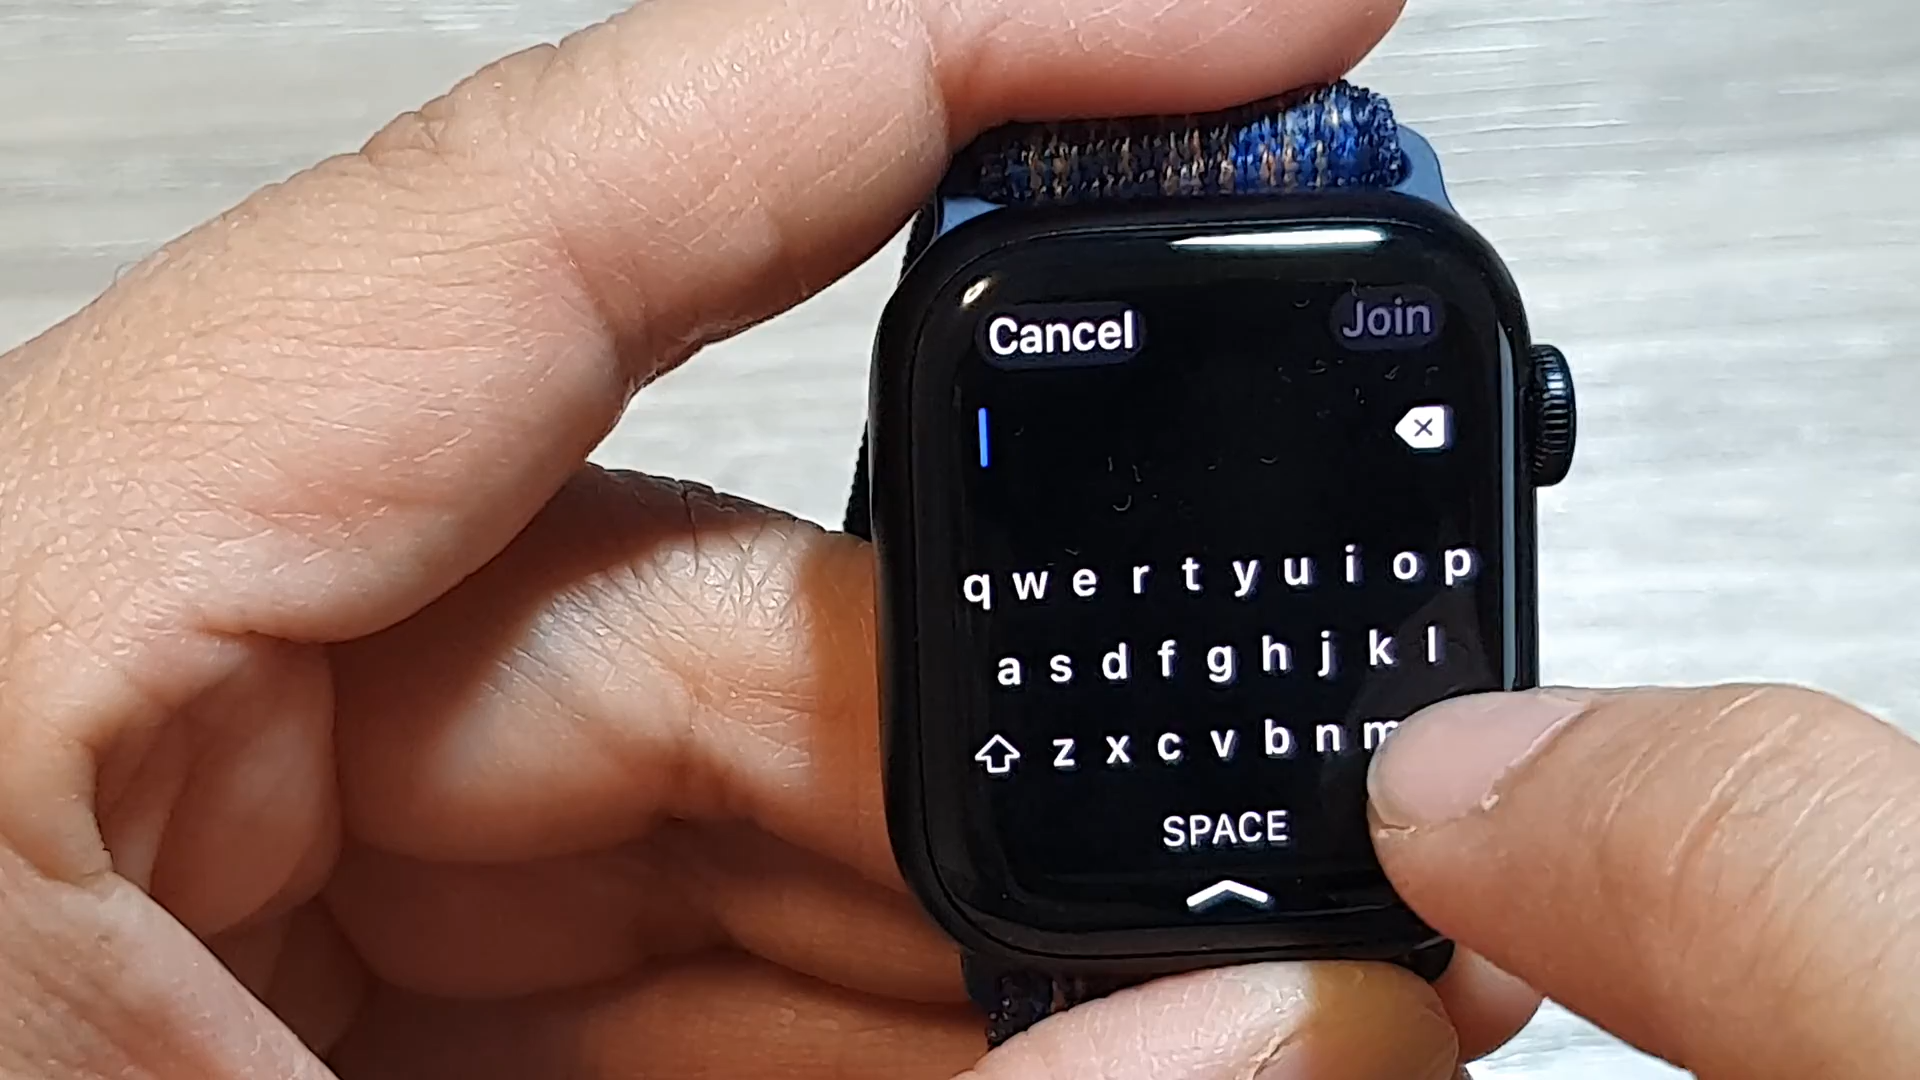 Cancel Join
q w e r t y u i o p
a s d f g h j k l
z x c v b n m
SPACE